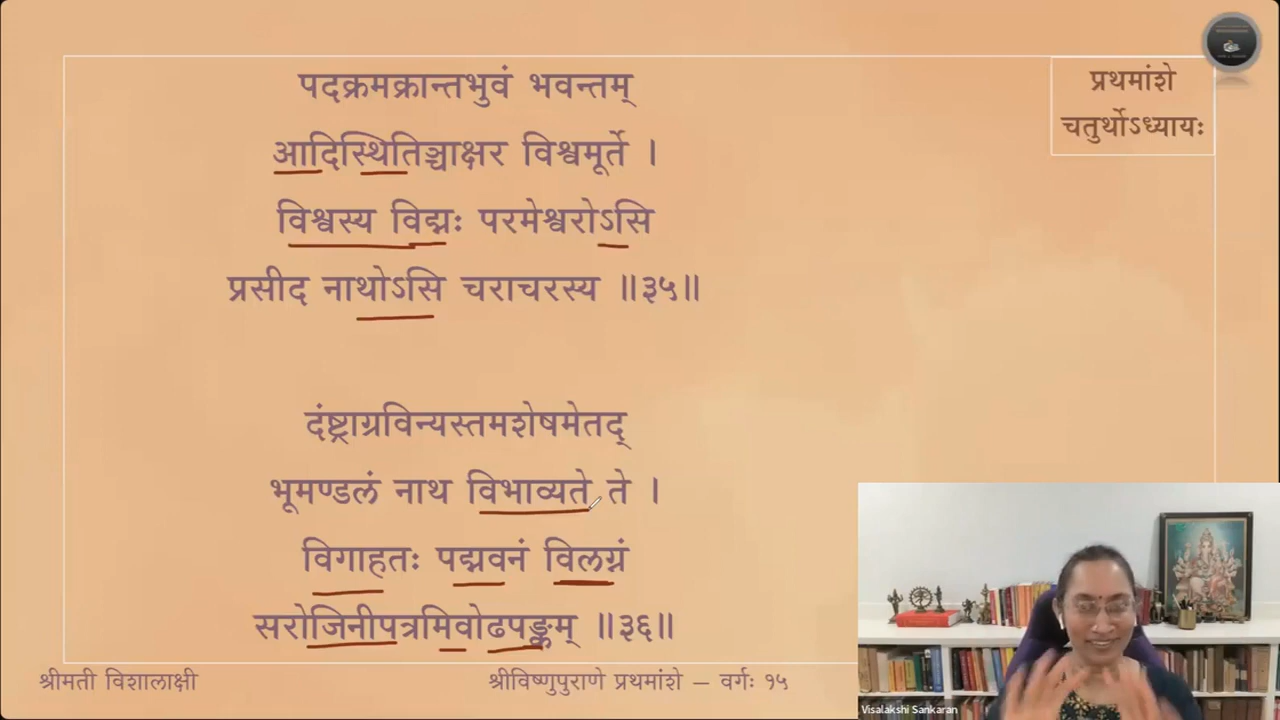 पदक्रमक्रान्तभुवं भवन्तम्
आदिस्थितिञ्चाक्षर विश्वमूर्ते ।
विश्वस्य विद्मः परमेश्वरोऽसि
प्रसीद नाथोऽसि चराचरस्य ॥३५॥
दंष्ट्राग्रविन्यस्तमशेषमेतद्
भूमण्डलं नाथ विभाव्यते ते ।
विगाहतः पद्मवनं विलग्नं
सरोजिनीपत्रमिवोढपङ्कम् ॥३६॥
प्रथमांशे
चतुर्थोऽध्यायः
श्रीमती विशालाक्षी
श्रीविष्णुपुराणे प्रथमांशे – वर्गः १५
Visalakshi Sankaran